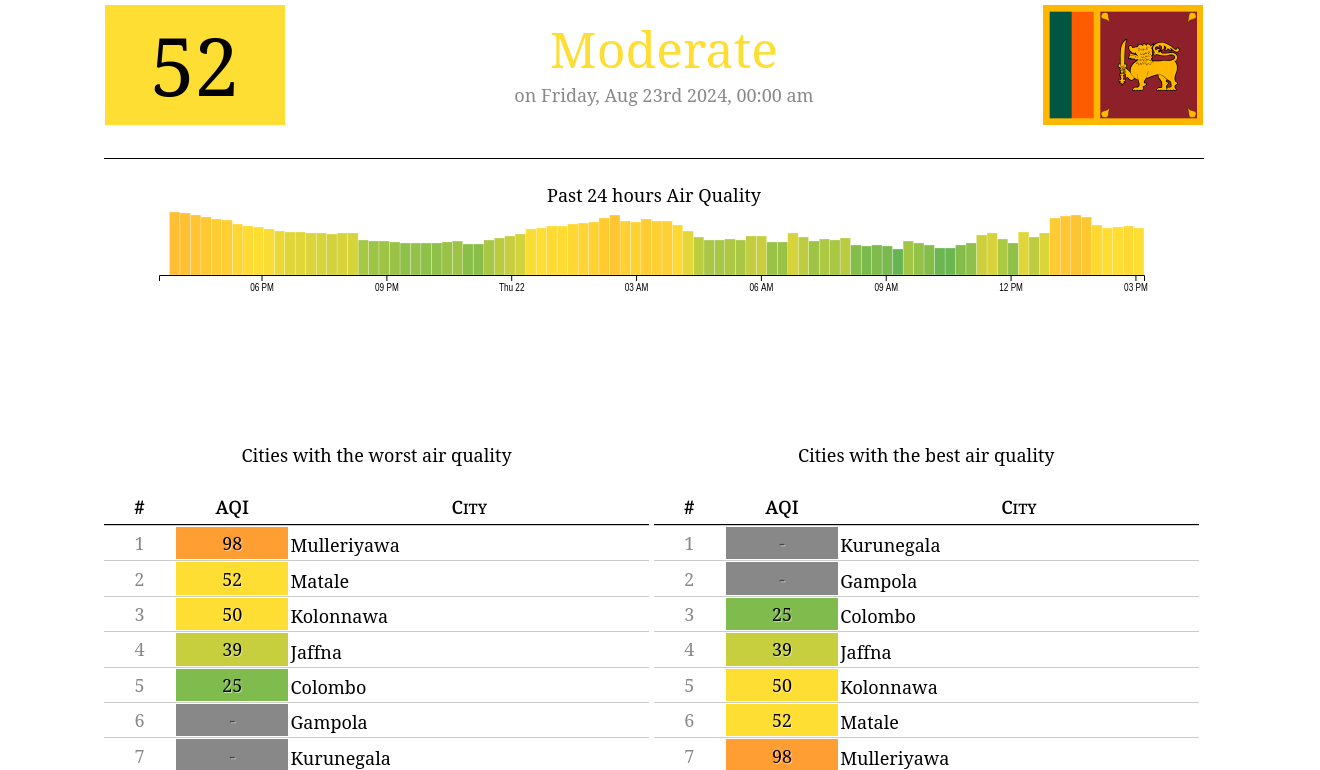 52
Moderate
on Friday, Aug 23rd 2024, 00:00 am
Past 24 hours Air Quality
06 PM 09 PM Thu 22 03 AM 06 AM 09 AM 12 PM 03 PM
Cities with the worst air quality
# AQI City
1 98 Mulleriyawa
2 52 Matale
3 50 Kolonnawa
4 39 Jaffna
5 25 Colombo
6 - Gampola
7 - Kurunegala
Cities with the best air quality
# AQI City
1 - Kurunegala
2 - Gampola
3 25 Colombo
4 39 Jaffna
5 50 Kolonnawa
6 52 Matale
7 98 Mulleriyawa